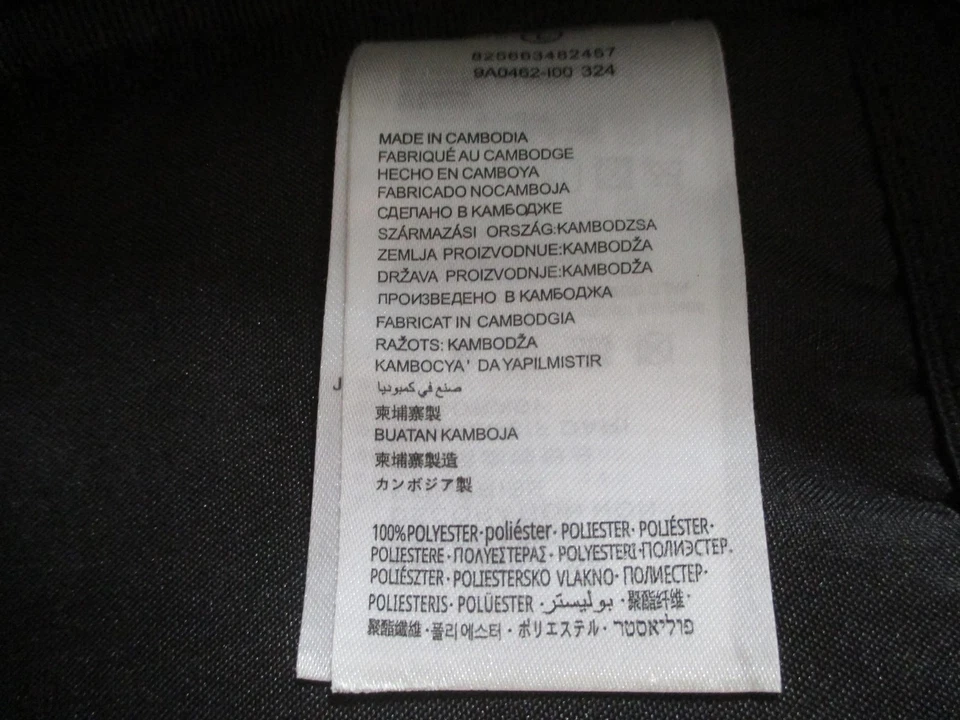 825663482457
9A0462-I00 324
MADE IN CAMBODIA
FABRIQUÉ AU CAMBODGE
HECHO EN CAMBOYA
FABRICADO NOCAMBOJA
СДЕЛАНО В КАМБОДЖЕ
SZÁRMAZÁSI ORSZÁG:KAMBODZSA
ZEMLJA PROIZVODNUE:KAMBODŽA
DRŽAVA PROIZVODNJE:KAMBODŽA
ПРОИЗВЕДЕНО В КАМБОДЖА
FABRICAT IN CAMBODGIA
RAŽOTS: KAMBODŽA
KAMBOCYA' DA YAPILMISTIR
صنع في كمبوديا
柬埔寨製
BUATAN KAMBOJA
柬埔寨製造
カンボジア製
100%POLYESTER·poliéster· POLIESTER· POLIÉSTER·
POLIESTERE·ΠΟΛΥΕΣΤΕΡΑΣ· POLYESTERI·ПОЛИЭСТЕР.
POLIÉSZTER·POLIESTERSKO VLAKNO·ПОЛИЕСТЕР·
POLIESTERIS·POLÜESTER·بوليستر·聚酯纤维·
聚酯纖維·폴리에스터·ポリエステル·פוליאסטר